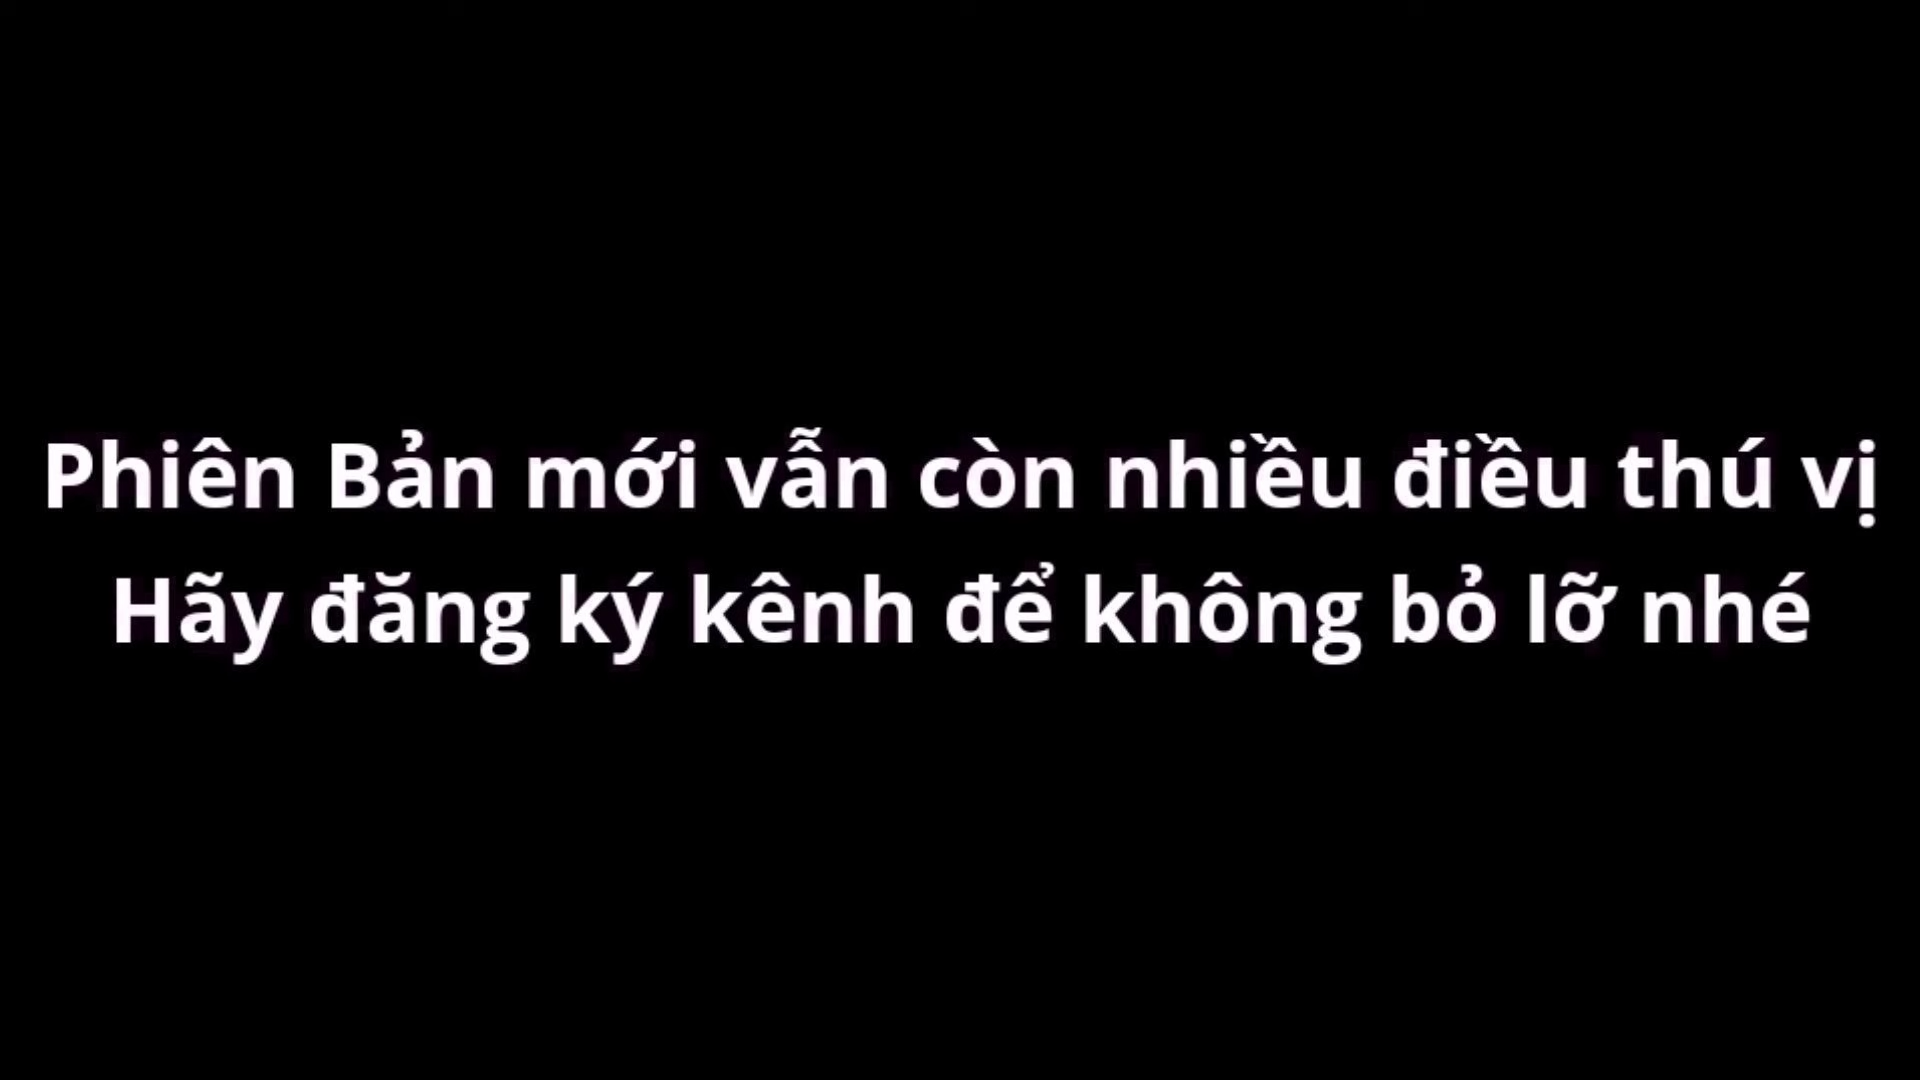 Phiên Bản mới vẫn còn nhiều điều thú vị
Hãy đăng ký kênh để không bỏ lỡ nhé